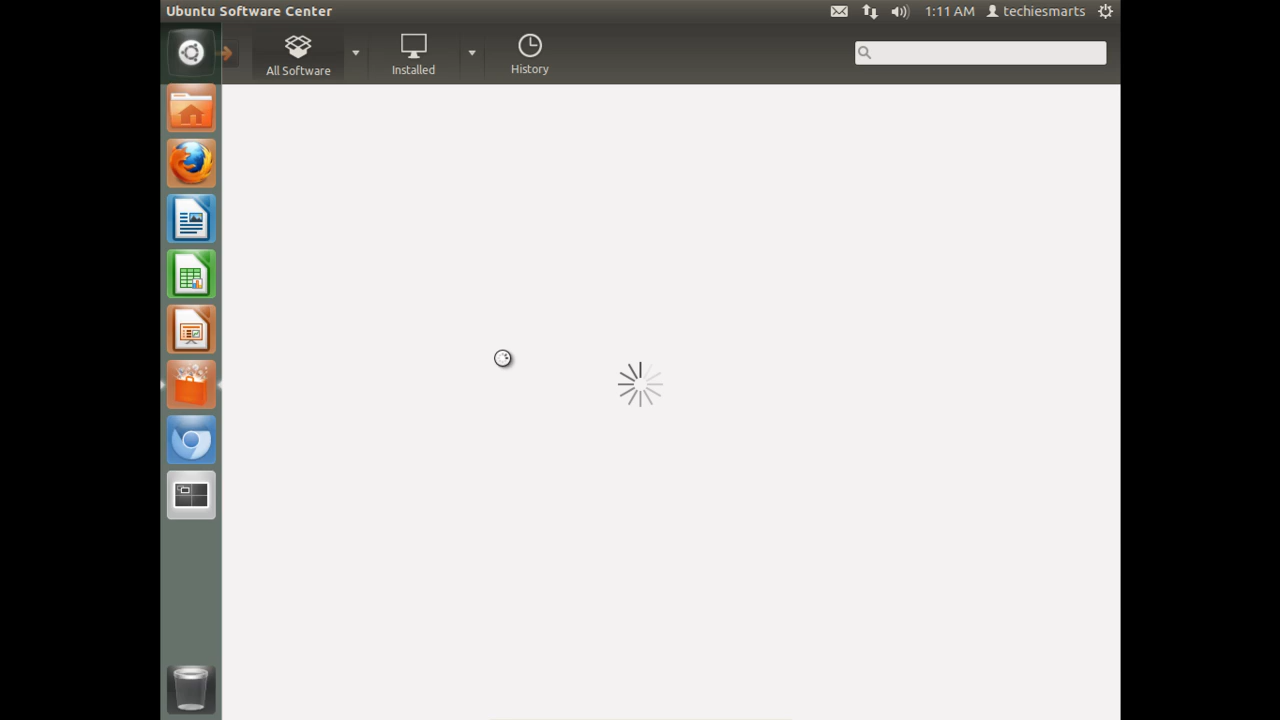 Ubuntu Software Center
1:11 AM techiesmarts
All Software
Installed
History